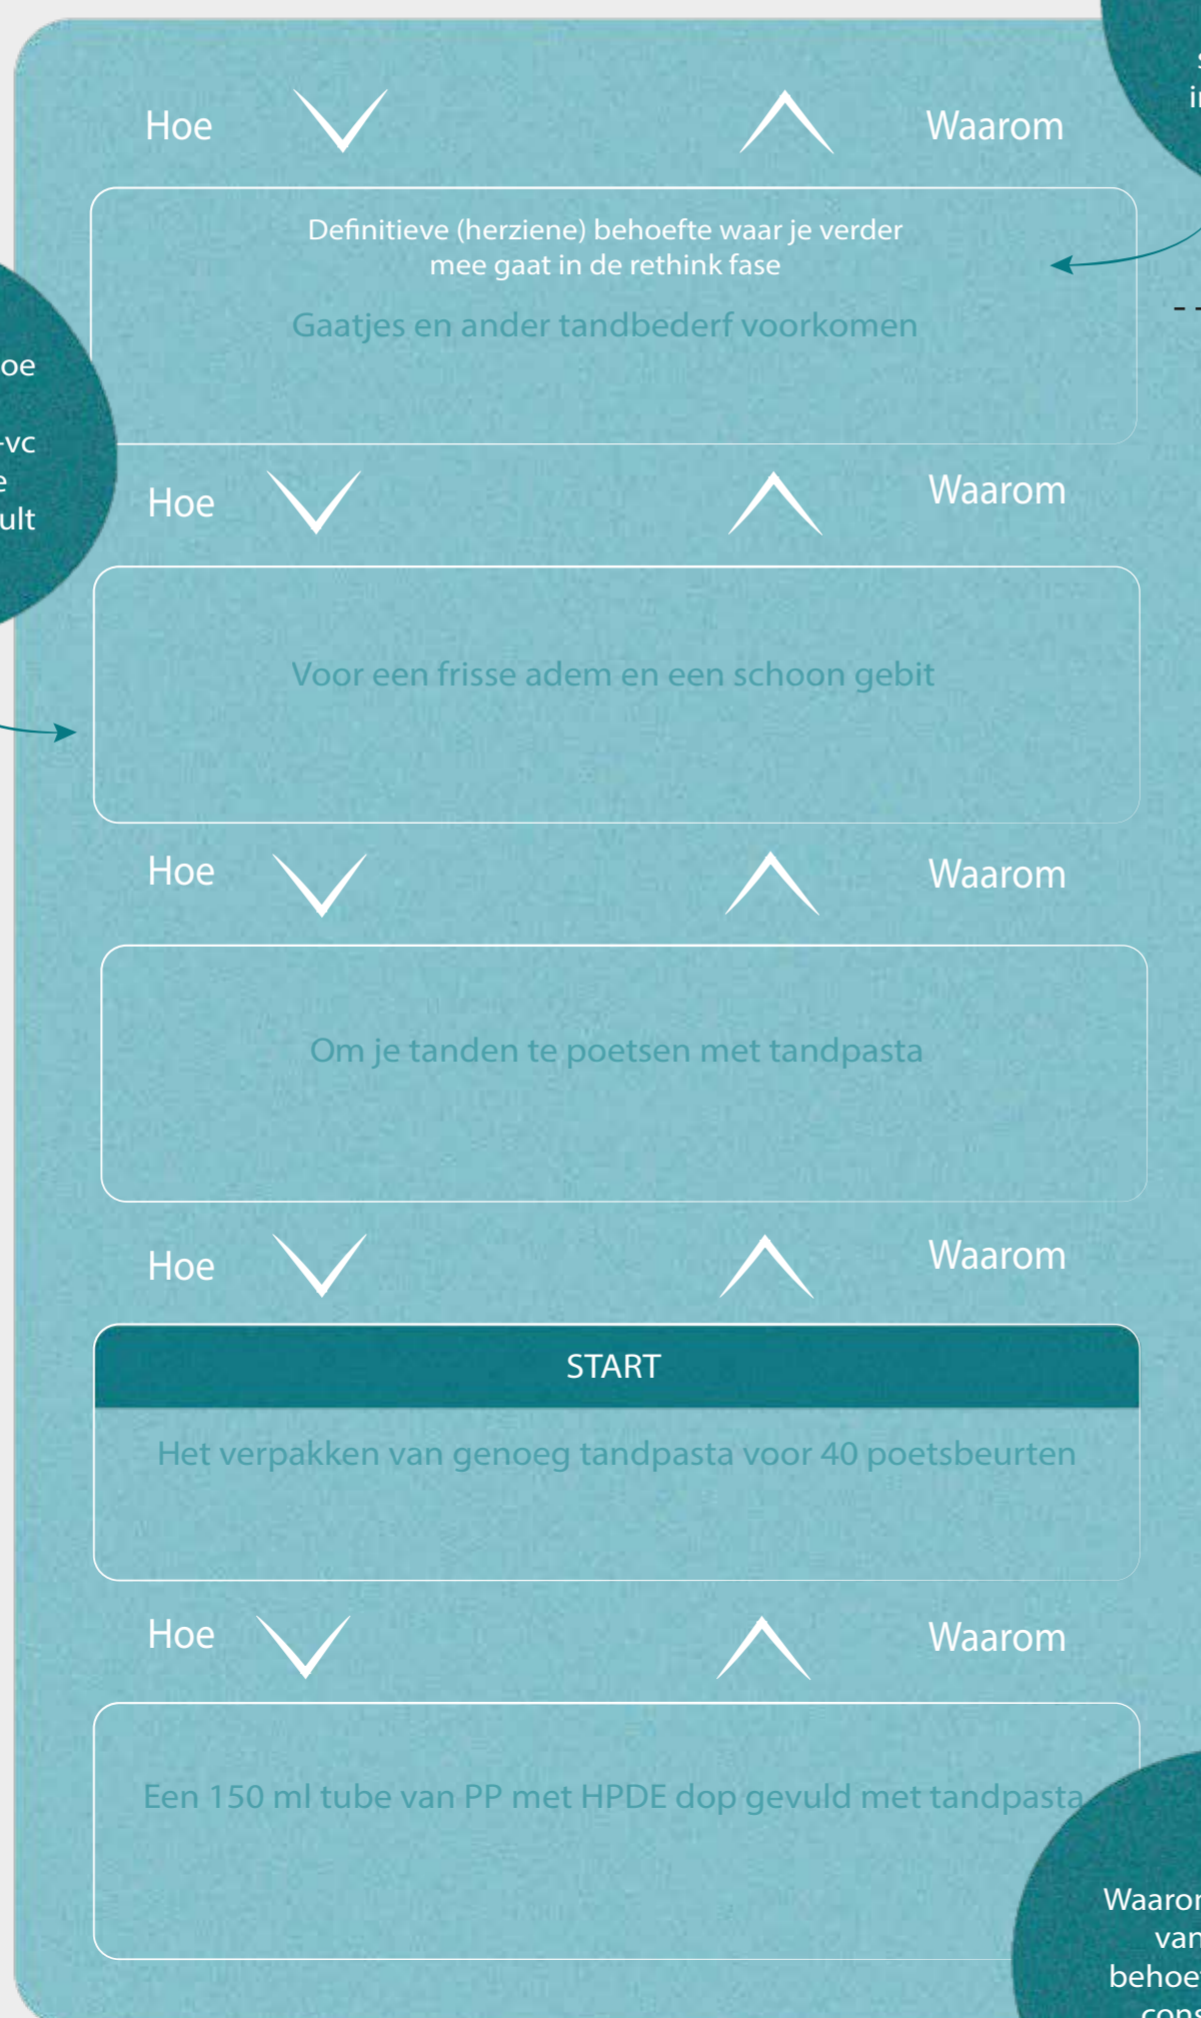 Hoe
Waarom
Definitieve (herziene) behoefte waar je verder
mee gaat in de rethink fase
Gaatjes en ander tandbederf voorkomen
Hoe
Waarom
Voor een frisse adem en een schoon gebit
Hoe
Waarom
Om je tanden te poetsen met tandpasta
Hoe
Waarom
START
Het verpakken van genoeg tandpasta voor 40 poetsbeurten
Hoe
Waarom
Een 150 ml tube van PP met HPDE dop gevuld met tandpasta
van